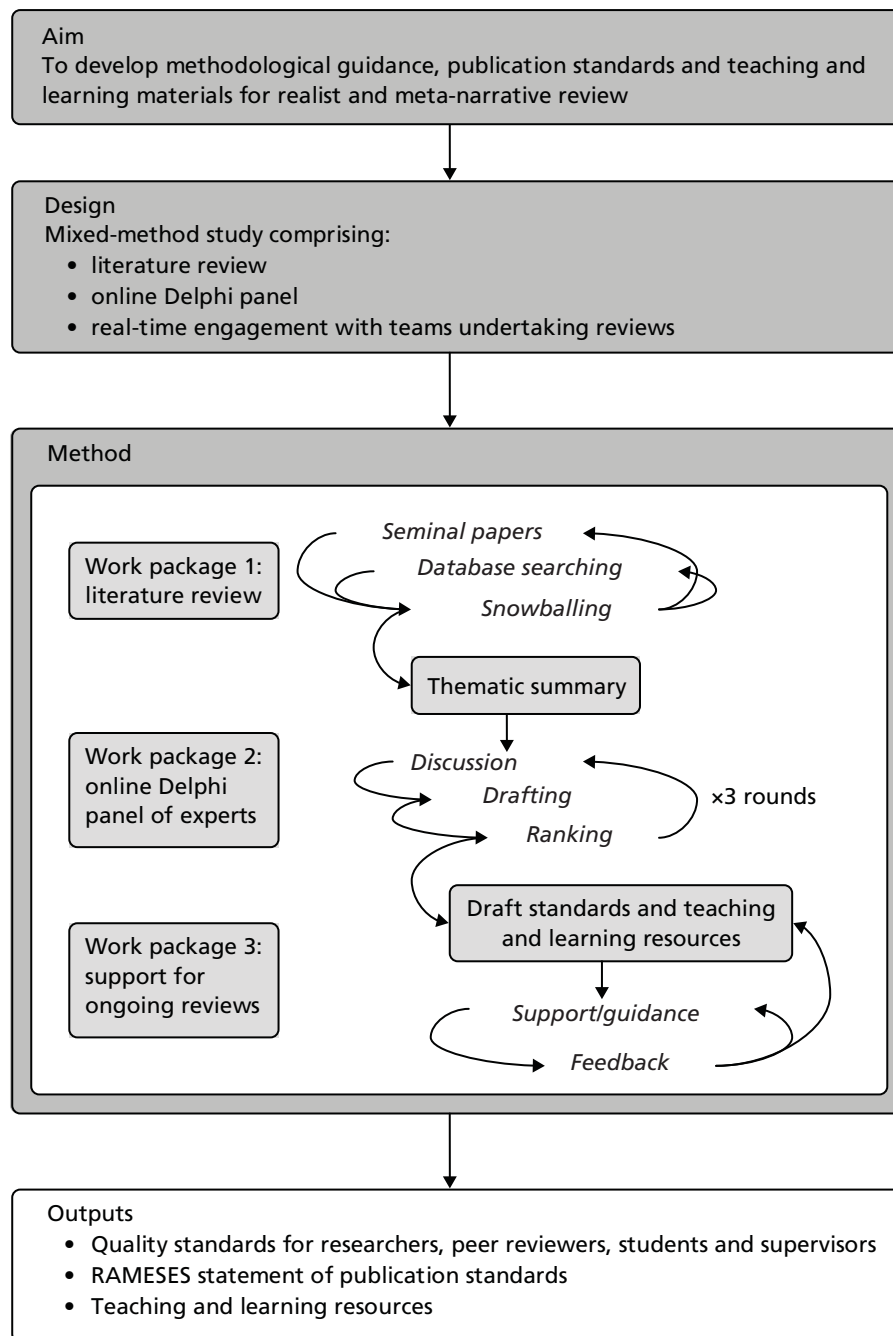 Aim
To develop methodological guidance, publication standards and teaching and
learning materials for realist and meta-narrative review
Design
Mixed-method study comprising:
• literature review
• online Delphi panel
• real-time engagement with teams undertaking reviews
Method
Work package 1:
literature review
Seminal papers
Database searching
Snowballing
Thematic summary
Work package 2:
online Delphi
panel of experts
Discussion
Drafting
Ranking
×3 rounds
Draft standards and teaching
and learning resources
Work package 3:
support for
ongoing reviews
Support/guidance
Feedback
Outputs
• Quality standards for researchers, peer reviewers, students and supervisors
• RAMESES statement of publication standards
• Teaching and learning resources